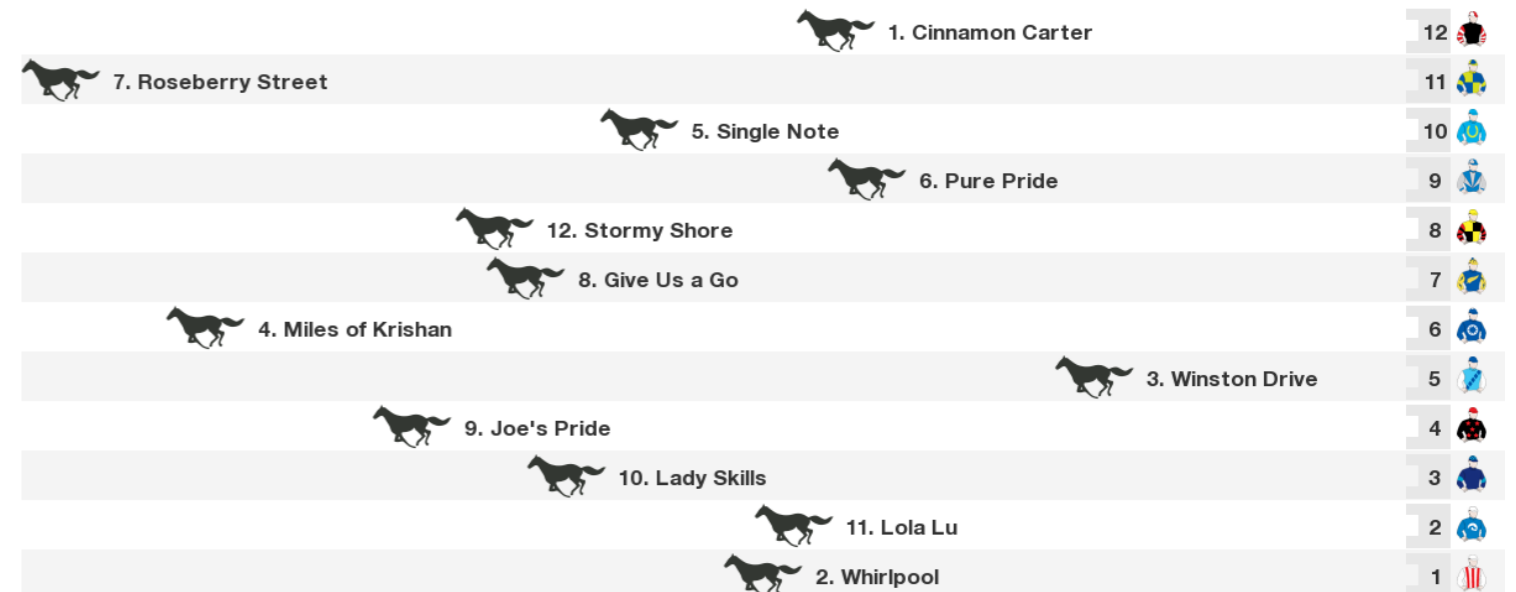 1. Cinnamon Carter 12
7. Roseberry Street 11
5. Single Note 10
6. Pure Pride 9
12. Stormy Shore 8
8. Give Us a Go 7
4. Miles of Krishan 6
3. Winston Drive 5
9. Joe's Pride 4
10. Lady Skills 3
11. Lola Lu 2
2. Whirlpool 1